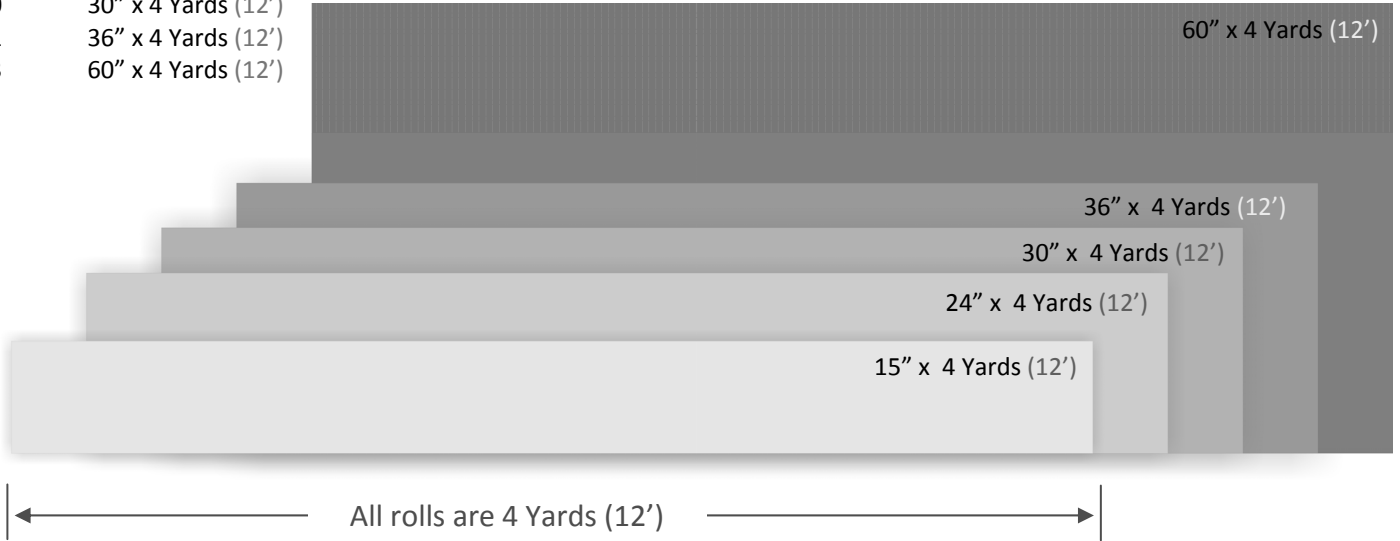 30” x 4 Yards (12’)
36” x 4 Yards (12’)
60” x 4 Yards (12’)
60” x 4 Yards (12’)
36” x  4 Yards (12’)
30” x  4 Yards (12’)
24” x  4 Yards (12’)
15” x  4 Yards (12’)
All rolls are 4 Yards (12’)